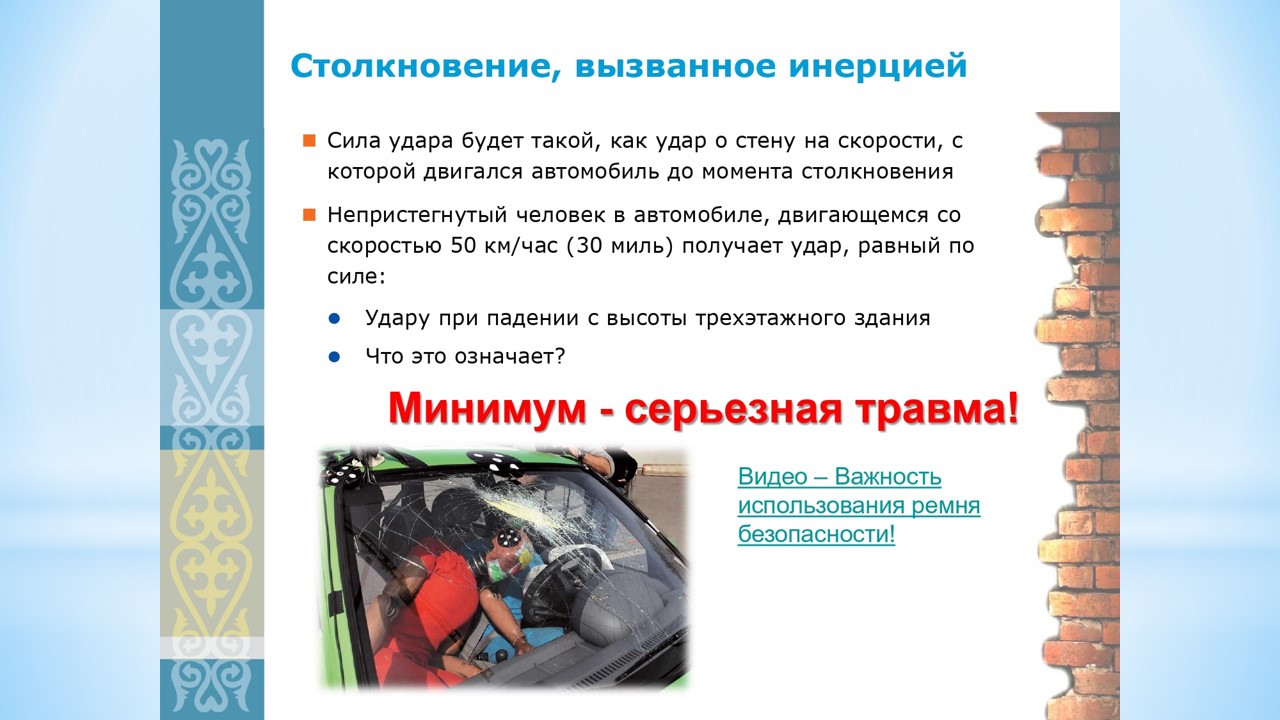 Столкновение, вызванное инерцией
Сила удара будет такой, как удар о стену на скорости, с
которой двигался автомобиль до момента столкновения
Непристегнутый человек в автомобиле, двигающемся со
скоростью 50 км/час (30 миль) получает удар, равный по
силе:
Удару при падении с высоты трехэтажного здания
Что это означает?
Минимум - серьезная травма!
Видео – Важность
использования ремня
безопасности!